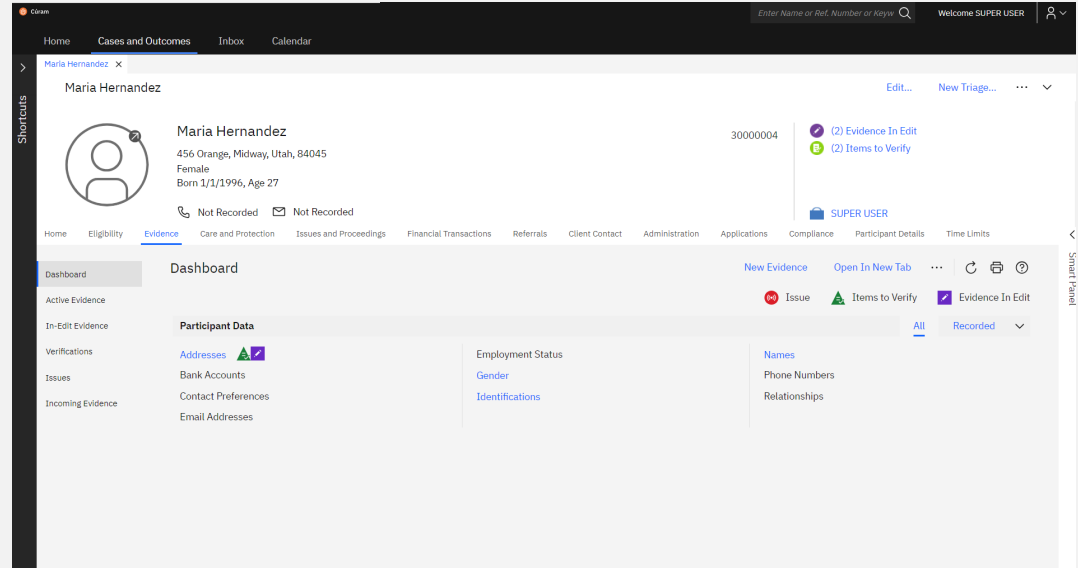 Cúram
Enter Name or Ref. Number or Keyw
Welcome SUPER USER
Home Cases and Outcomes Inbox Calendar
Maria Hernandez
Shortcuts
Maria Hernandez
Edit... New Triage...
Maria Hernandez
30000004
456 Orange, Midway, Utah, 84045
Female
Born 1/1/1996, Age 27
Not Recorded Not Recorded
(2) Evidence In Edit
(2) Items to Verify
SUPER USER
Home Eligibility Evidence Care and Protection Issues and Proceedings Financial Transactions Referrals Client Contact Administration Applications Compliance Participant Details Time Limits
Smart Panel
Dashboard
Active Evidence
In-Edit Evidence
Verifications
Issues
Incoming Evidence
Dashboard
New Evidence Open In New Tab
Issue Items to Verify Evidence In Edit
Participant Data
All Recorded
Addresses
Bank Accounts
Contact Preferences
Email Addresses
Employment Status
Gender
Identifications
Names
Phone Numbers
Relationships